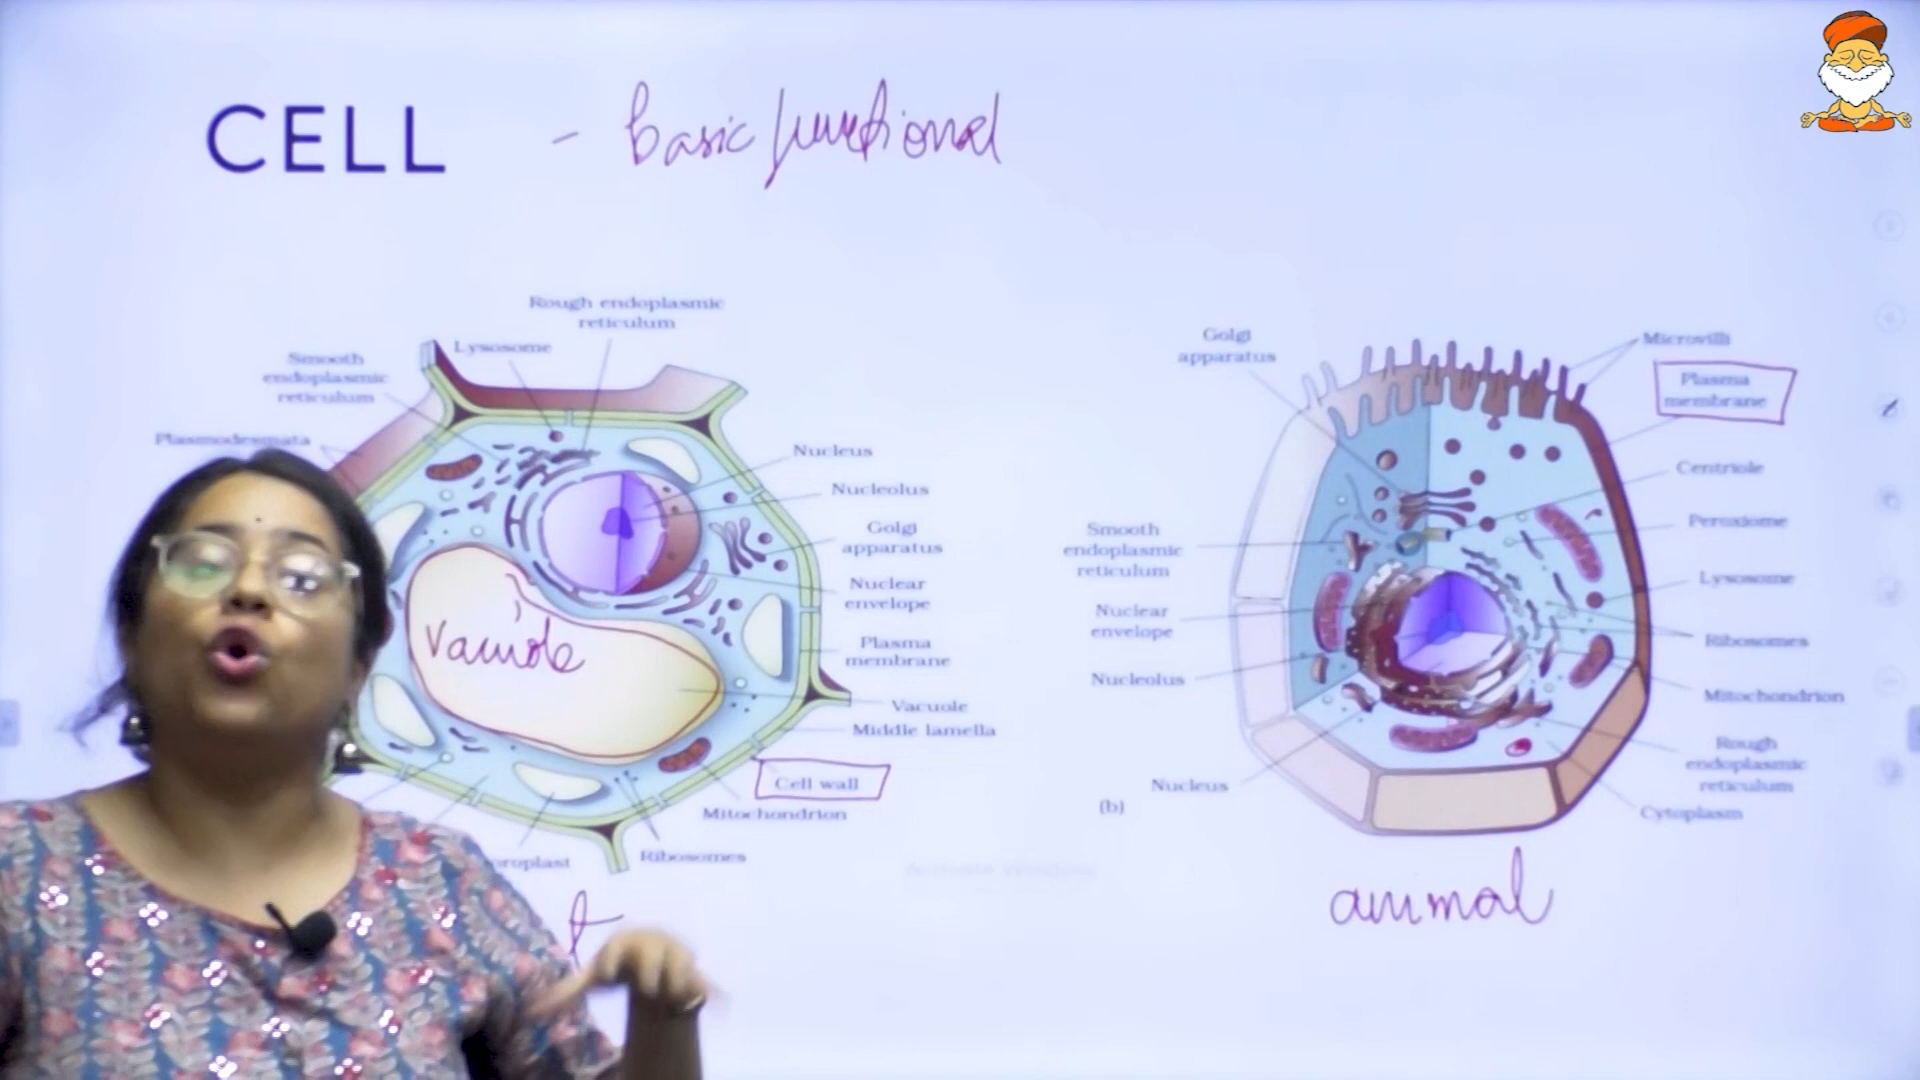 CELL - basic functional
Rough endoplasmic
reticulum
Lysosome
Smooth
endoplasmic
reticulum
Plasmodesmata
Nucleus
Nucleolus
Golgi
apparatus
Nuclear
envelope
Plasma
membrane
Vacuole
Vacuole
Middle lamella
Cell wall
Mitochondrion
Ribosomes
oroplast
t
Golgi
apparatus
Microvilli
Plasma
membrane
Centriole
Peroxiome
Lysosome
Ribosomes
Mitochondrion
Rough
endoplasmic
reticulum
Cytoplasm
Smooth
endoplasmic
reticulum
Nuclear
envelope
Nucleolus
Nucleus
(b)
animal